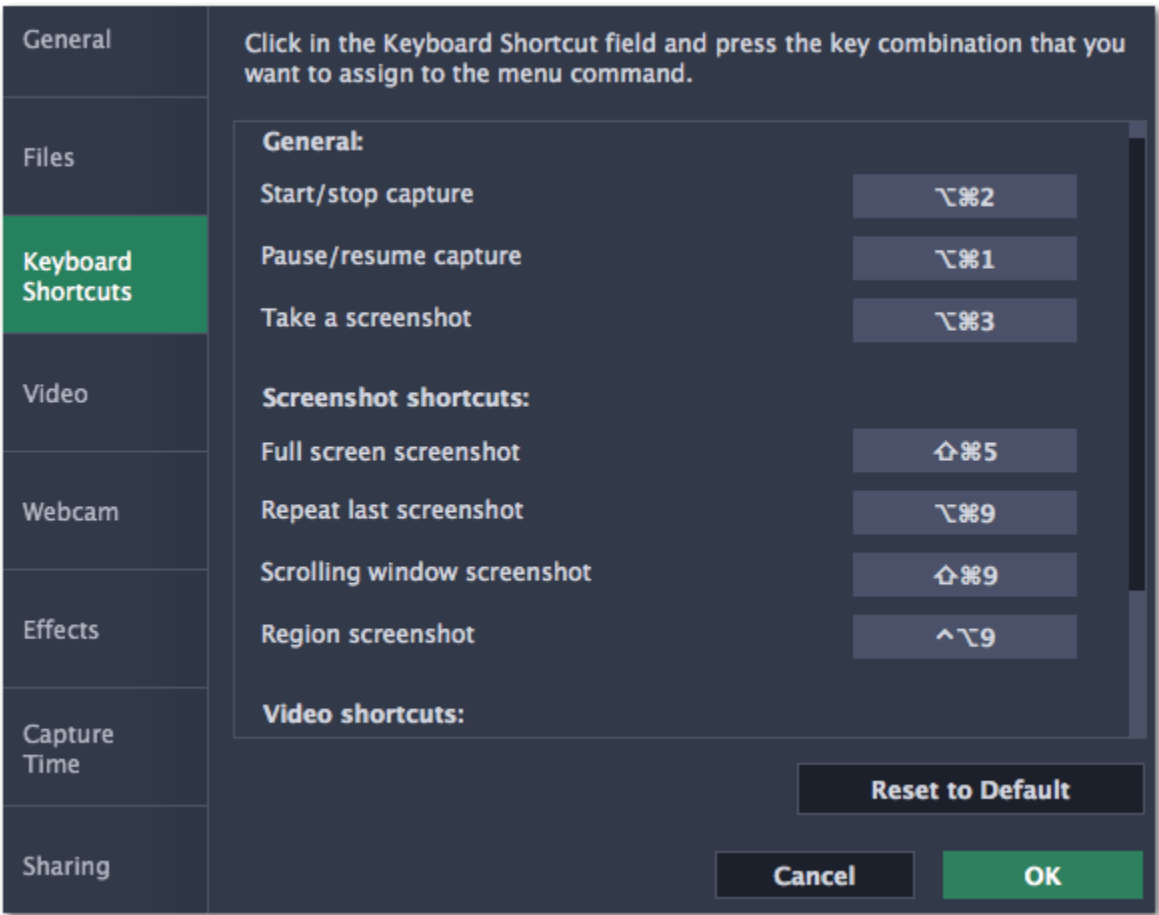 General
Files
Keyboard
Shortcuts
Video
Webcam
Effects
Capture
Time
Sharing
Click in the Keyboard Shortcut field and press the key combination that you
want to assign to the menu command.
General:
Start/stop capture ⌥⌘2
Pause/resume capture ⌥⌘1
Take a screenshot ⌥⌘3
Screenshot shortcuts:
Full screen screenshot ⇧⌘5
Repeat last screenshot ⌥⌘9
Scrolling window screenshot ⇧⌘9
Region screenshot ^⌥9
Video shortcuts:
Reset to Default
Cancel OK